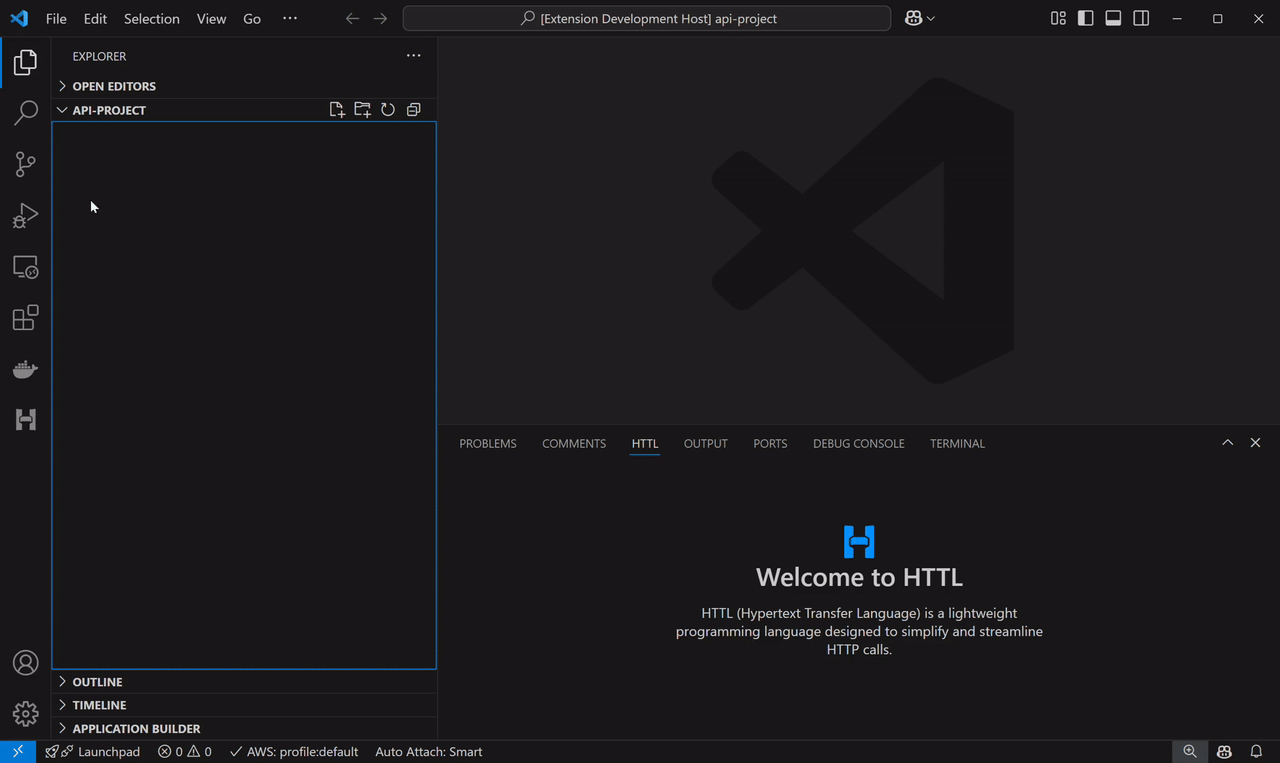 File Edit Selection View Go ··· [Extension Development Host] api-project
EXPLORER
OPEN EDITORS
API-PROJECT
PROBLEMS COMMENTS HTTL OUTPUT PORTS DEBUG CONSOLE TERMINAL
Welcome to HTTL
HTTL (Hypertext Transfer Language) is a lightweight
programming language designed to simplify and streamline
HTTP calls.
OUTLINE
TIMELINE
APPLICATION BUILDER
Launchpad 0 0 AWS: profile:default Auto Attach: Smart